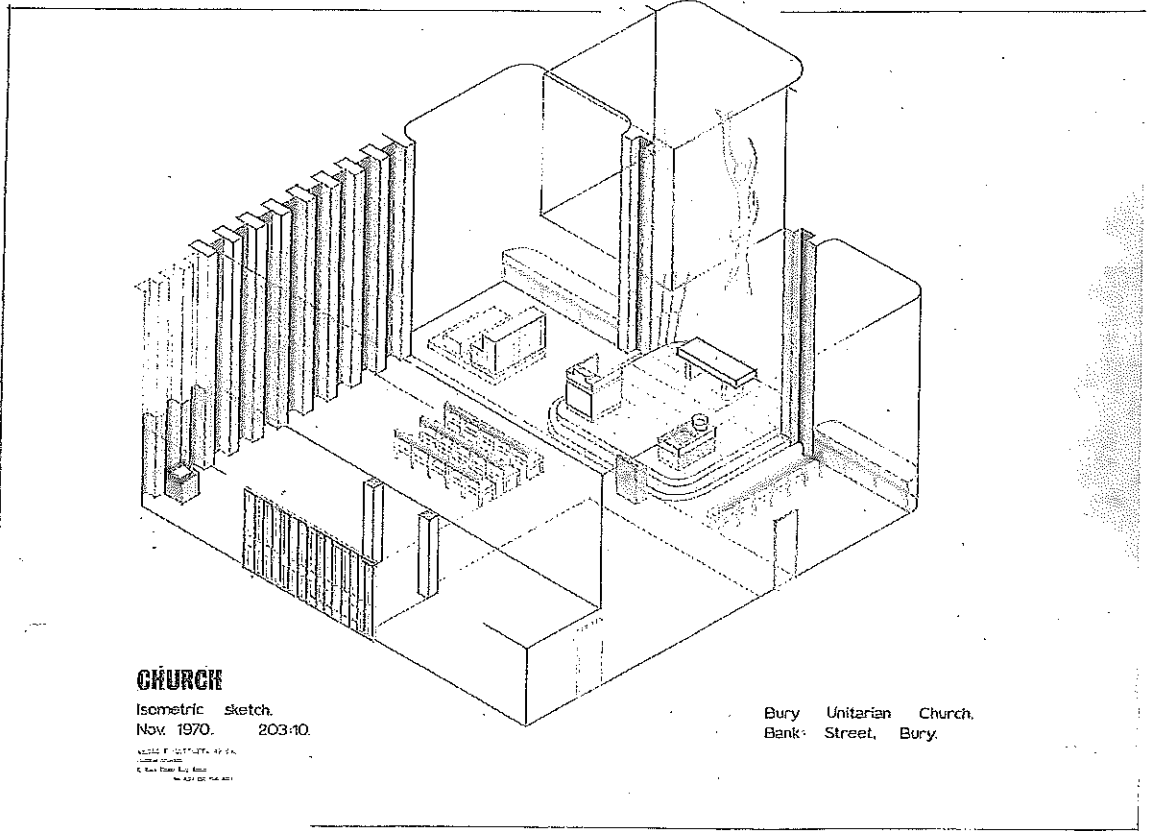 CHURCH
Isometric sketch.
Nov. 1970. 203:10.
Bury Unitarian Church.
Bank Street, Bury.